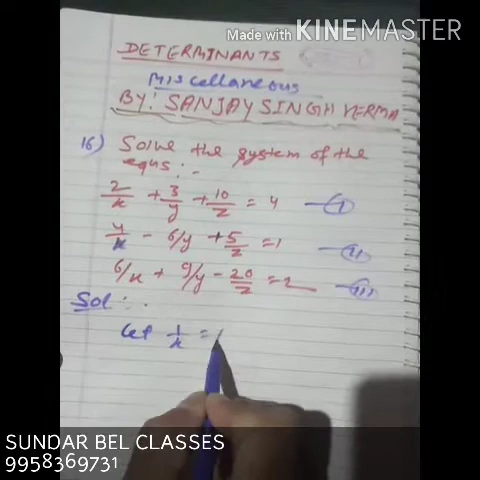 Made with KINEMASTER
DETERMINANTS
Miscellaneous
BY: SANJAY SINGH VERMA
16) Solve the system of the
equs :-
2/x + 3/y + 10/z = 4 —(I)
4/x - 6/y + 5/z = 1 —(II)
6/x + 9/y - 20/z = 2 —(III)
Sol :.
Let 1/x =
SUNDAR BEL CLASSES
9958369731